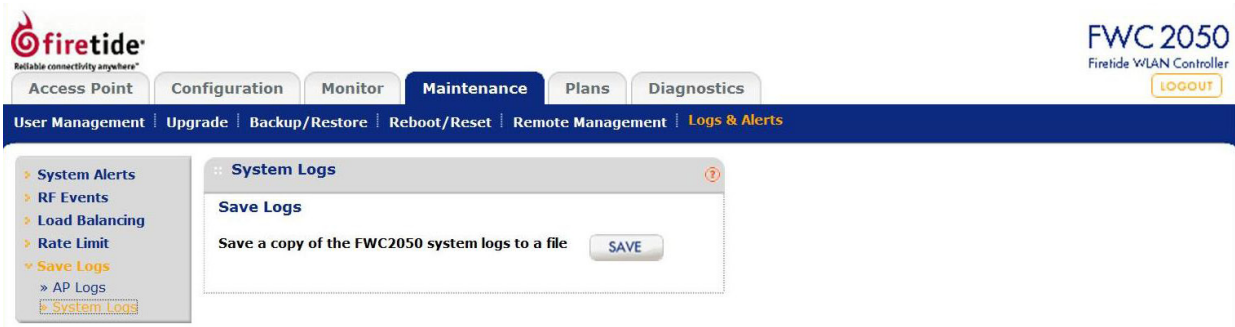 firetide
Reliable connectivity anywhere™
FWC 2050
Firetide WLAN Controller
LOGOUT
Access Point Configuration Monitor Maintenance Plans Diagnostics
User Management Upgrade Backup/Restore Reboot/Reset Remote Management Logs & Alerts
System Alerts
RF Events
Load Balancing
Rate Limit
Save Logs
» AP Logs
» System Logs
:: System Logs
?
Save Logs
Save a copy of the FWC2050 system logs to a file SAVE